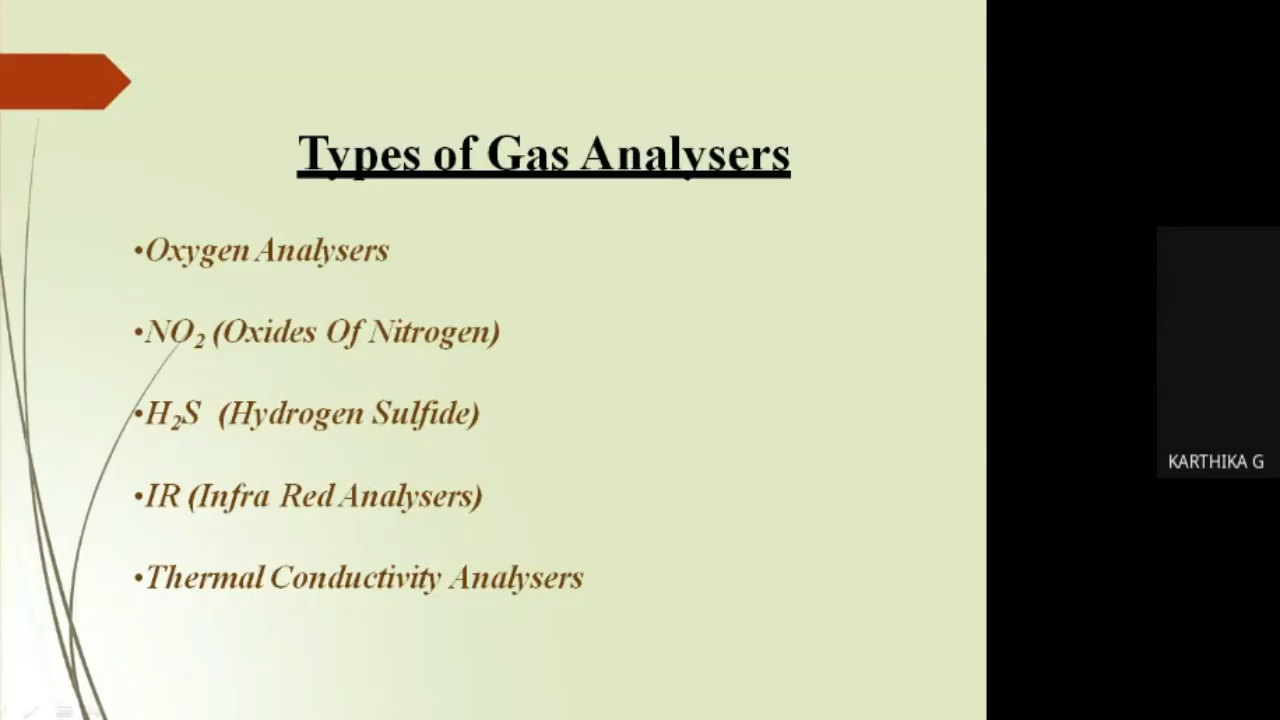 Types of Gas Analysers
•Oxygen Analysers
•NO₂ (Oxides Of Nitrogen)
•H₂S (Hydrogen Sulfide)
•IR (Infra Red Analysers)
•Thermal Conductivity Analysers
KARTHIKA G